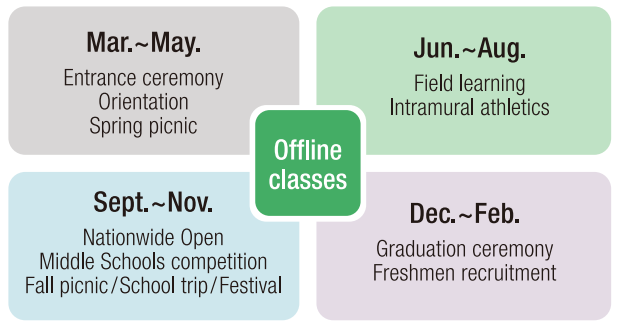 Mar.~May.
Entrance ceremony
Orientation
Spring picnic
Jun.~Aug.
Field learning
Intramural athletics
Offline
classes
Sept.~Nov.
Nationwide Open
Middle Schools competition
Fall picnic/School trip/Festival
Dec.~Feb.
Graduation ceremony
Freshmen recruitment